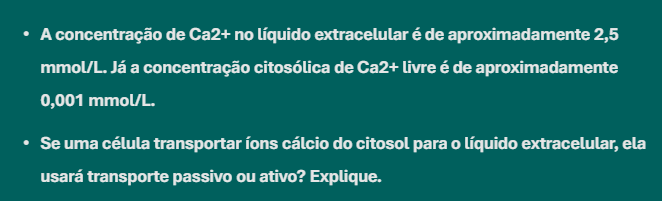 • A concentração de Ca2+ no líquido extracelular é de aproximadamente 2,5
mmol/L. Já a concentração citosólica de Ca2+ livre é de aproximadamente
0,001 mmol/L.
• Se uma célula transportar íons cálcio do citosol para o líquido extracelular, ela
usará transporte passivo ou ativo? Explique.